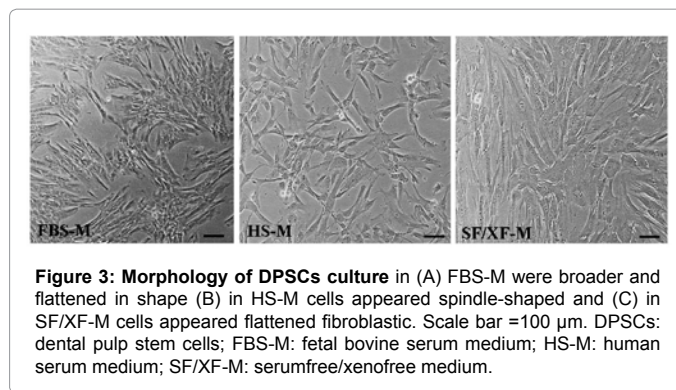 FBS-M
HS-M
SF/XF-M
Figure 3: Morphology of DPSCs culture in (A) FBS-M were broader and
flattened in shape (B) in HS-M cells appeared spindle-shaped and (C) in
SF/XF-M cells appeared flattened fibroblastic. Scale bar =100 μm. DPSCs:
dental pulp stem cells; FBS-M: fetal bovine serum medium; HS-M: human
serum medium; SF/XF-M: serumfree/xenofree medium.